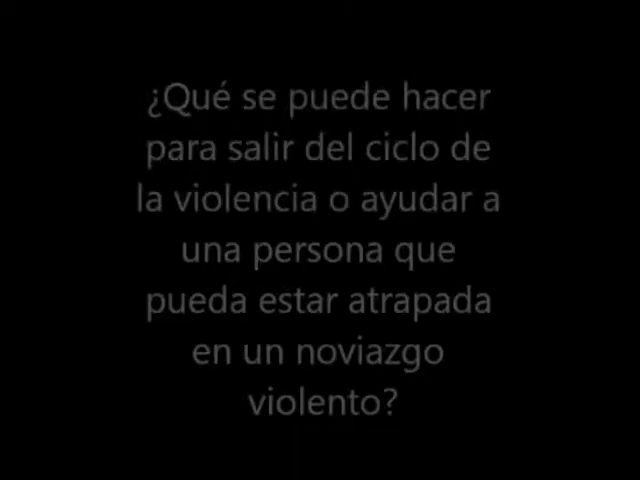 ¿Qué se puede hacer
para salir del ciclo de
la violencia o ayudar a
una persona que
pueda estar atrapada
en un noviazgo
violento?